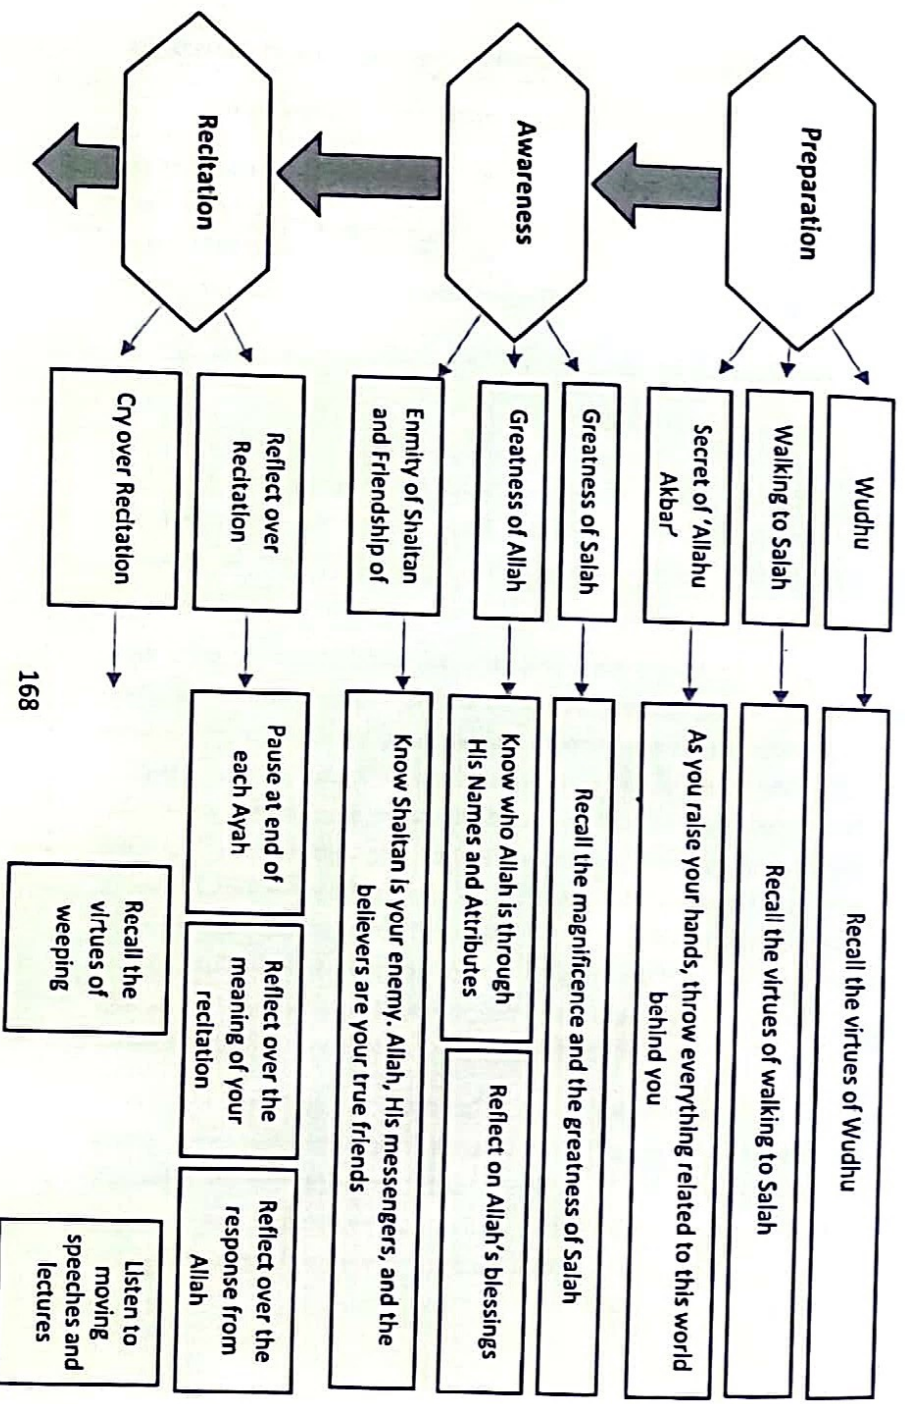 Preparation
Wudhu
Recall the virtues of Wudhu
Walking to Salah
Recall the virtues of walking to Salah
Secret of ‘Allahu
Akbar’
As you raise your hands, throw everything related to this world
behind you
Awareness
Greatness of Salah
Recall the magnificence and the greatness of Salah
Greatness of Allah
Know who Allah is through
His Names and Attributes
Reflect on Allah’s blessings
Enmity of Shaitan
and Friendship of
Know Shaitan is your enemy. Allah, His messengers, and the
believers are your true friends
Recitation
Reflect over
Recitation
Pause at end of
each Ayah
Reflect over the
meaning of your
recitation
Reflect over the
response from
Allah
Cry over Recitation
Recall the
virtues of
weeping
Listen to
moving
speeches and
lectures
168